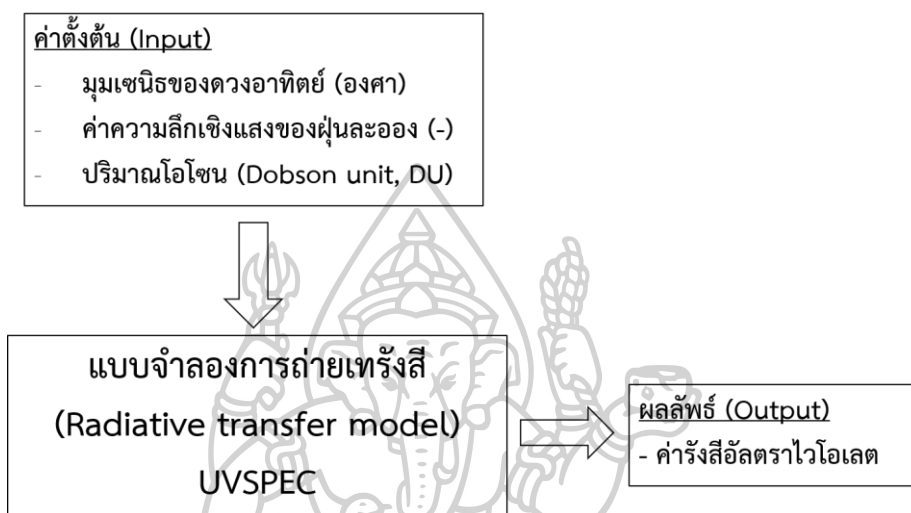 ค่าตั้งต้น (Input)
- มุมเซนิธของดวงอาทิตย์ (องศา)
- ค่าความลึกเชิงแสงของฝุ่นละออง (-)
- ปริมาณโอโซน (Dobson unit, DU)
แบบจำลองการถ่ายเทรังสี
(Radiative transfer model)
UVSPEC
ผลลัพธ์ (Output)
- ค่ารังสีอัลตราไวโอเลต